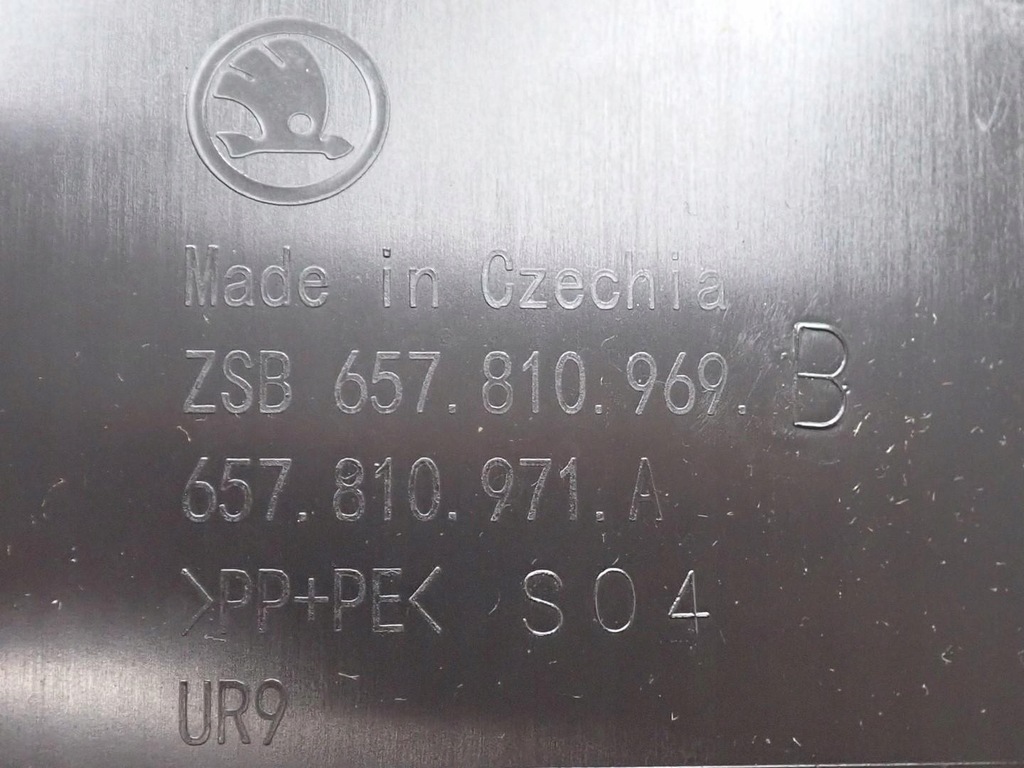 Made in Czechia
ZSB 657.810.969. B
657.810.971.A
>PP+PE< S04
UR9